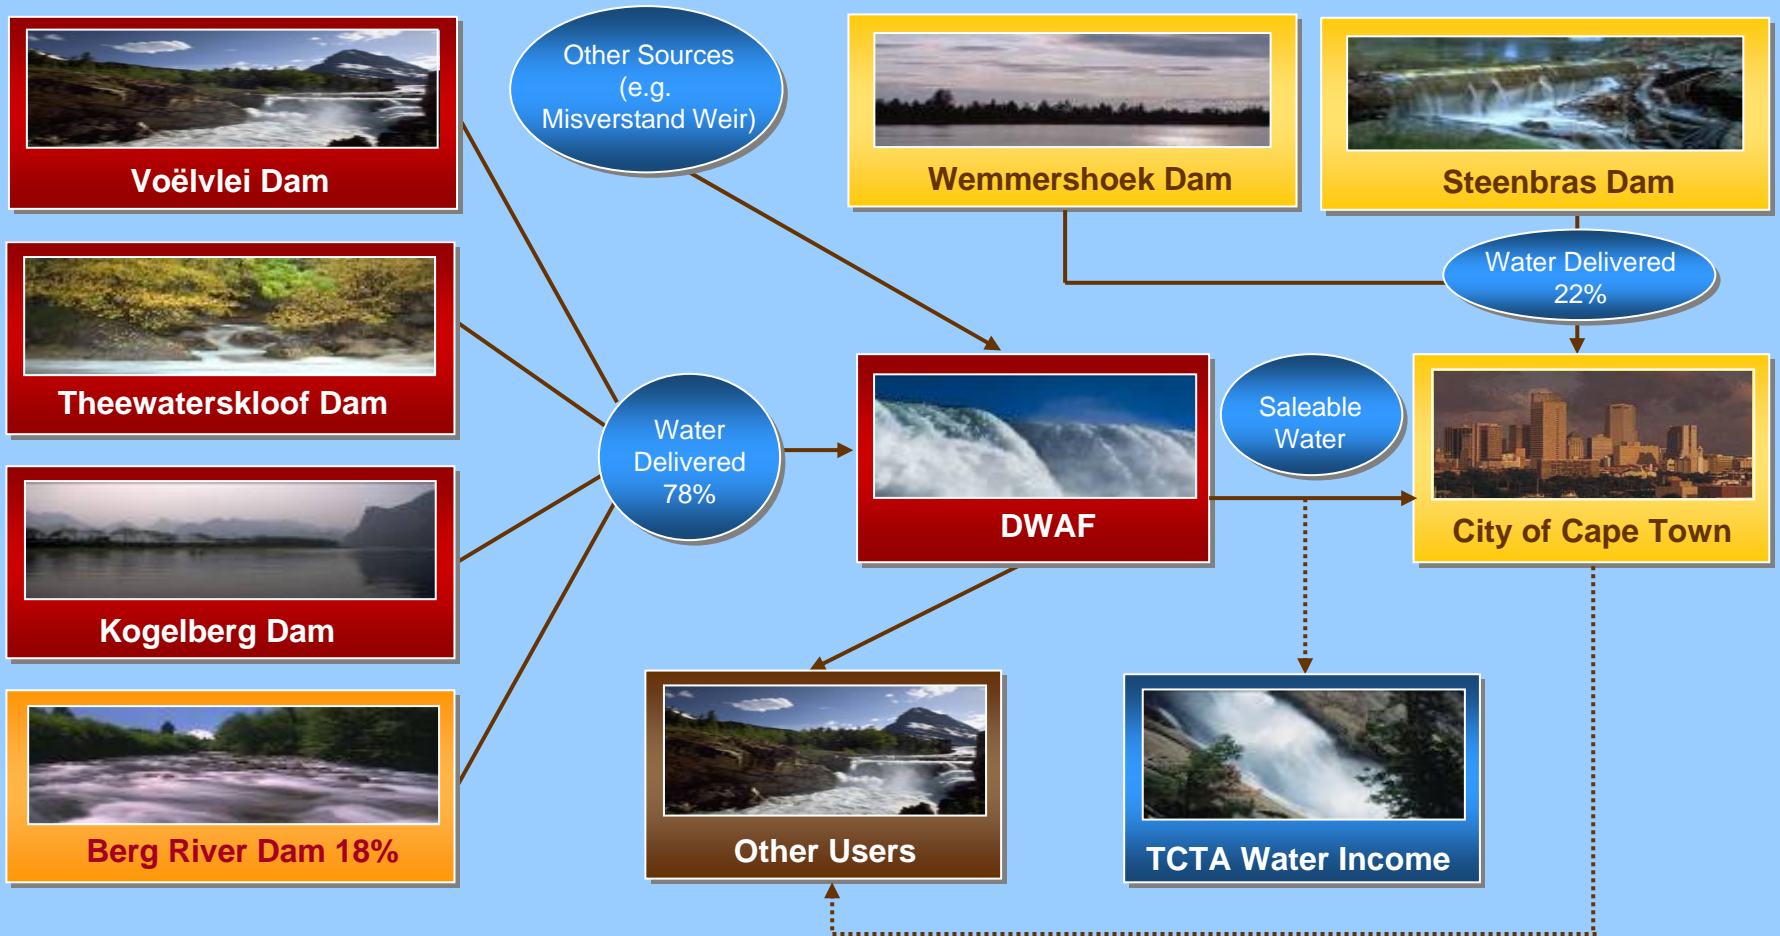 Voëlvlei Dam
Other Sources
(e.g.
Misverstand Weir)
Wemmershoek Dam
Steenbras Dam
Water Delivered
22%
Theewaterskloof Dam
Water
Delivered
78%
DWAF
Saleable
Water
City of Cape Town
Kogelberg Dam
Berg River Dam 18%
Other Users
TCTA Water Income